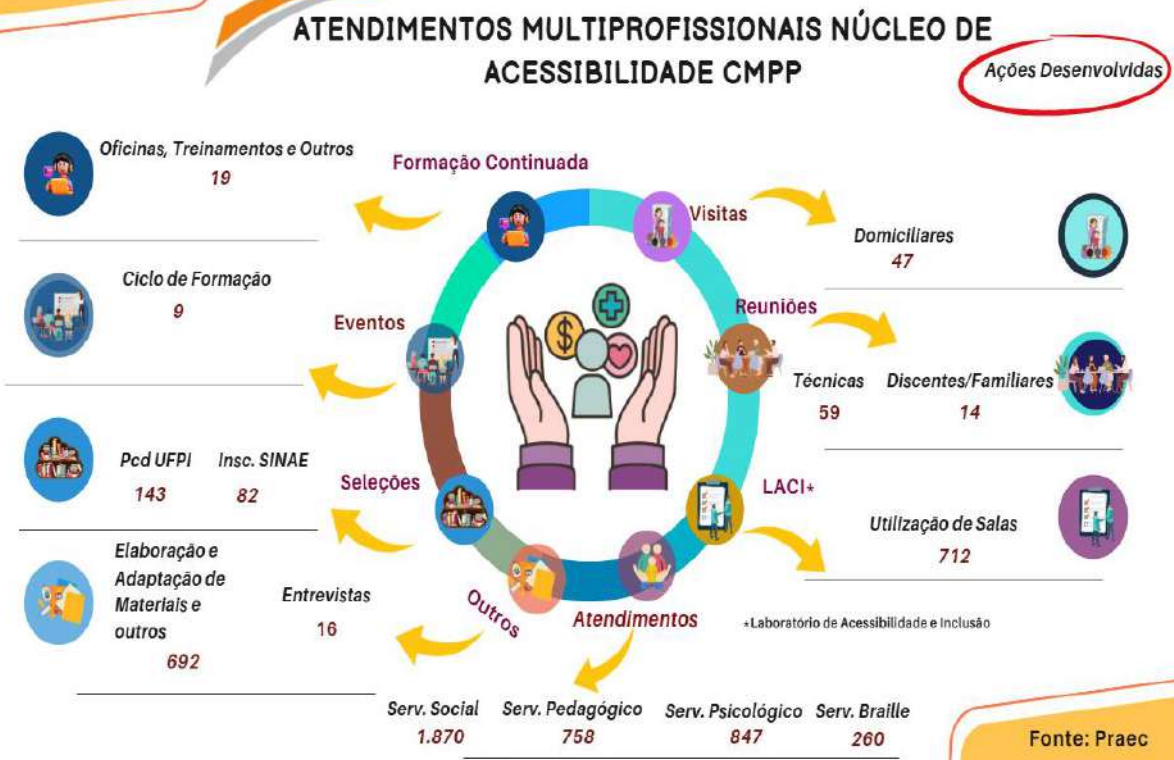 ATENDIMENTOS MULTIPROFISSIONAIS NÚCLEO DE
ACESSIBILIDADE CMPP
Ações Desenvolvidas
Oficinas, Treinamentos e Outros
19
Formação Continuada
Visitas
Domiciliares
47
Ciclo de Formação
9
Eventos
Reuniões
Técnicas
59
Discentes/Familiares
14
Pcd UFPI
143
Insc. SINAE
82
Seleções
LACI*
Utilização de Salas
712
Elaboração e
Adaptação de
Materiais e
outros
692
Entrevistas
16
Outros
Atendimentos
*Laboratório de Acessibilidade e Inclusão
Serv. Social
1.870
Serv. Pedagógico
758
Serv. Psicológico
847
Serv. Braille
260
Fonte: Praec